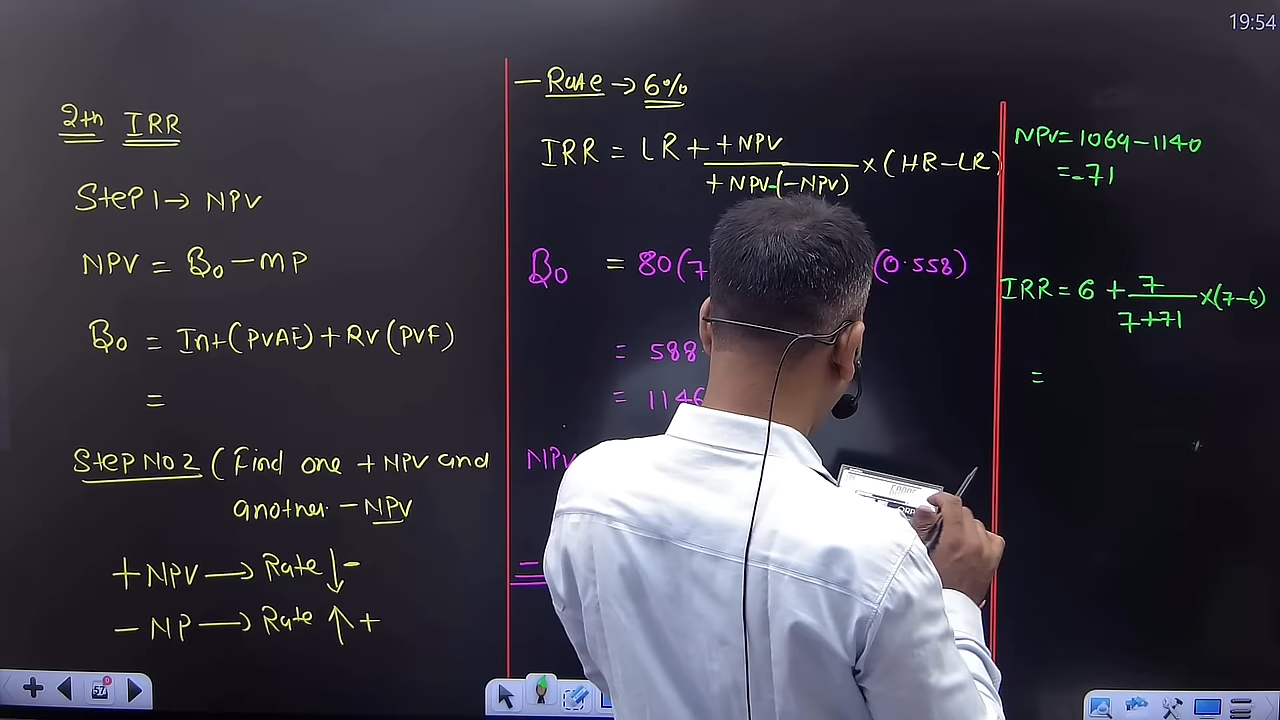 19:54
2th IRR
Step 1 → NPV
NPV = B0 - MP
B0 = Int (PVAF) + RV (PVF)
=
Step No 2 ( Find one + NPV and
another - NPV
+ NPV → Rate ↓ -
- NP → Rate ↑ +
- Rate → 6%
IRR = LR + +NPV / +NPV-(-NPV) × (HR-LR)
B0 = 80(7 (0.558)
= 588
= 1146
NPV
NPV = 1069 - 1140
= -71
IRR = 6 + 7 / 7+71 × (7-6)
=
57